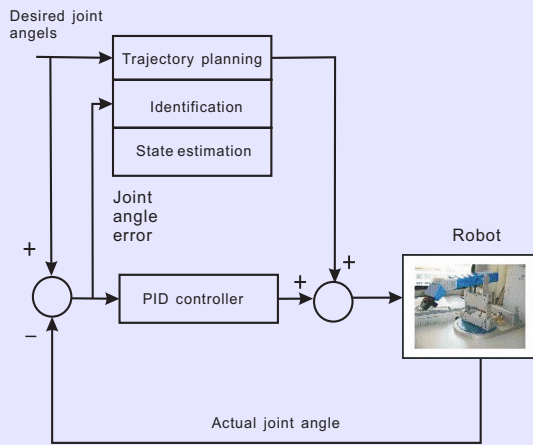 Desired joint
angels
Trajectory planning
Identification
State estimation
Joint
angle
error
+
+
+
Robot
PID controller
−
Actual joint angle